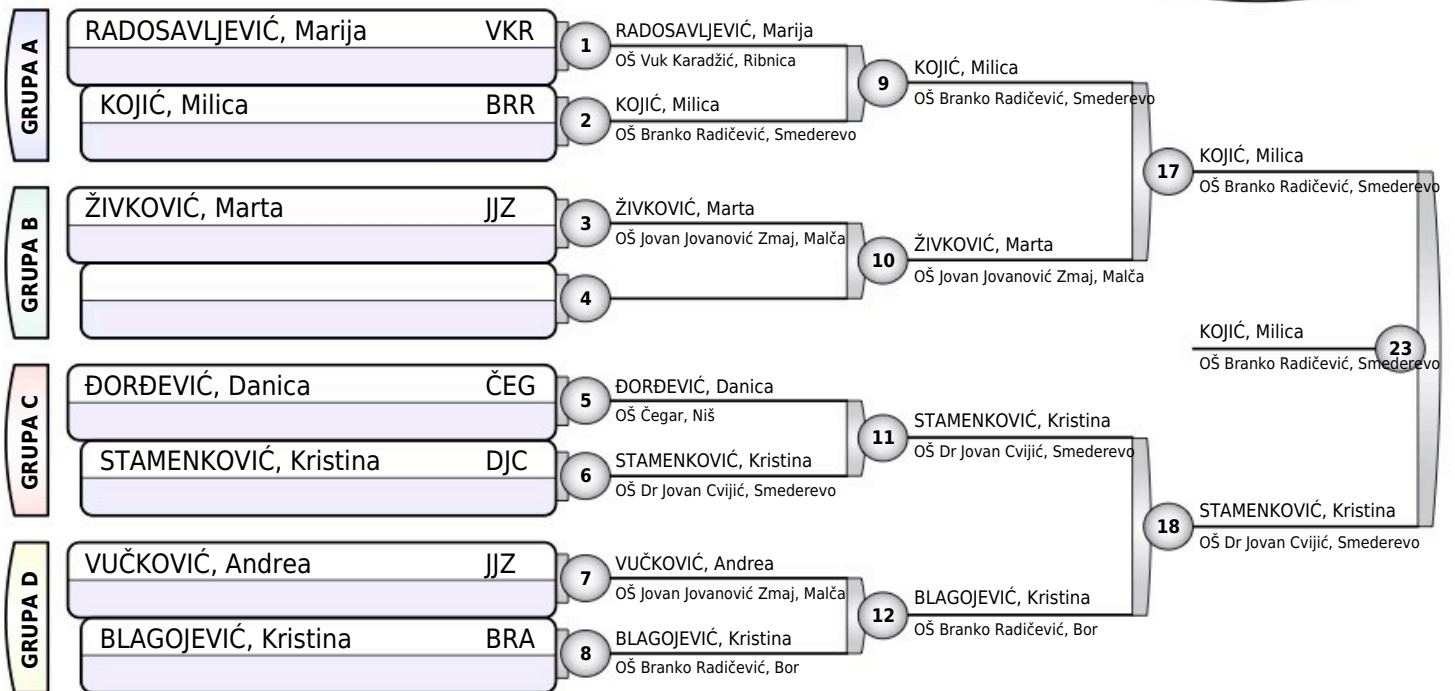 GRUPA A
RADOSAVLJEVIĆ, Marija VKR
1
RADOSAVLJEVIĆ, Marija
OŠ Vuk Karadžić, Ribnica
KOJIĆ, Milica BRR
2
KOJIĆ, Milica
OŠ Branko Radičević, Smederevo
9
KOJIĆ, Milica
OŠ Branko Radičević, Smederevo
GRUPA B
ŽIVKOVIĆ, Marta JJZ
3
ŽIVKOVIĆ, Marta
OŠ Jovan Jovanović Zmaj, Malča
4
10
ŽIVKOVIĆ, Marta
OŠ Jovan Jovanović Zmaj, Malča
17
KOJIĆ, Milica
OŠ Branko Radičević, Smederevo
GRUPA C
ĐORĐEVIĆ, Danica ČEG
5
ĐORĐEVIĆ, Danica
OŠ Čegar, Niš
STAMENKOVIĆ, Kristina DJC
6
STAMENKOVIĆ, Kristina
OŠ Dr Jovan Cvijić, Smederevo
11
STAMENKOVIĆ, Kristina
OŠ Dr Jovan Cvijić, Smederevo
GRUPA D
VUČKOVIĆ, Andrea JJZ
7
VUČKOVIĆ, Andrea
OŠ Jovan Jovanović Zmaj, Malča
BLAGOJEVIĆ, Kristina BRA
8
BLAGOJEVIĆ, Kristina
OŠ Branko Radičević, Bor
12
BLAGOJEVIĆ, Kristina
OŠ Branko Radičević, Bor
18
STAMENKOVIĆ, Kristina
OŠ Dr Jovan Cvijić, Smederevo
KOJIĆ, Milica
OŠ Branko Radičević, Smederevo
23